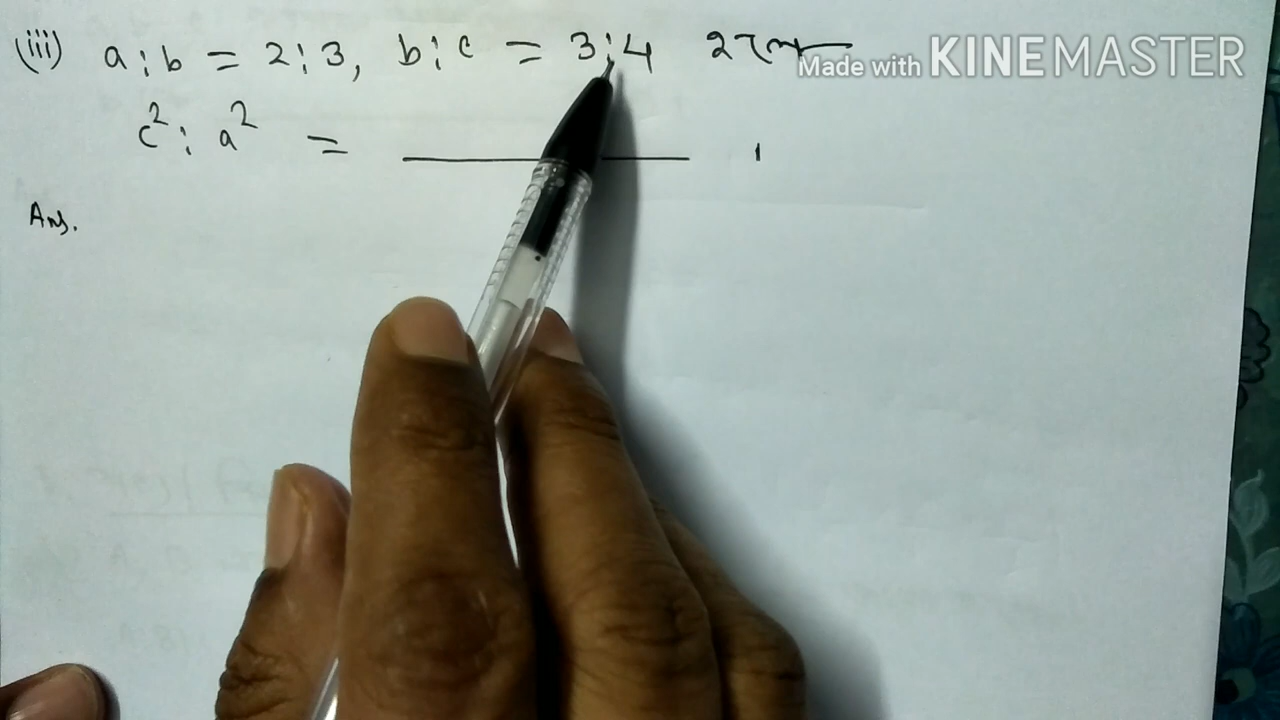 (iii) a : b = 2 : 3, b : c = 3 : 4 হলে
Made with KINEMASTER
c² : a² = ________ ।
Ans.